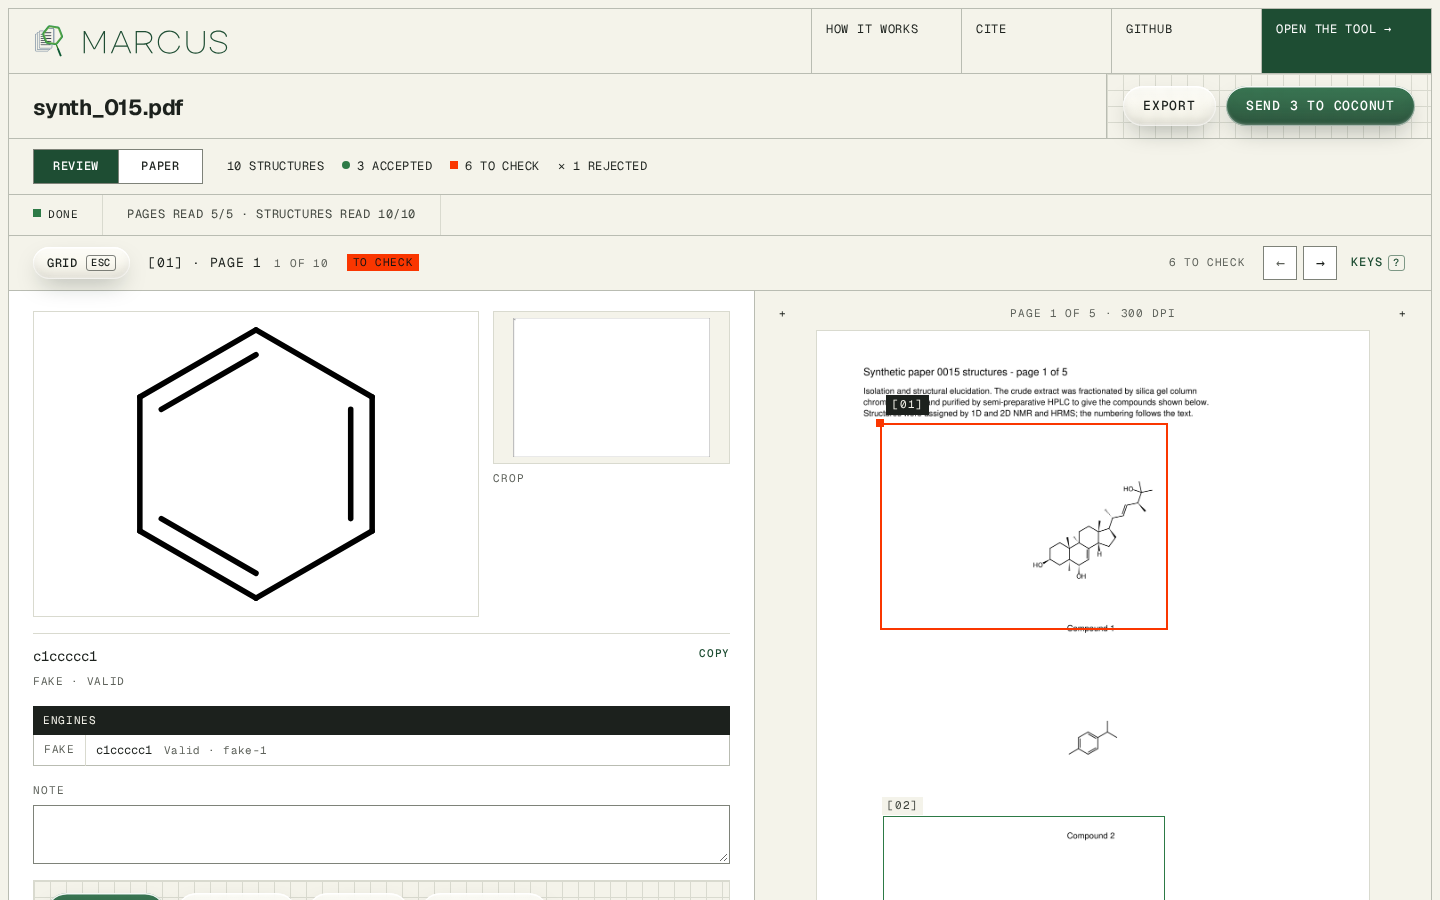 MARCUS
HOW IT WORKS
CITE
GITHUB
OPEN THE TOOL →
synth_015.pdf
EXPORT
SEND 3 TO COCONUT
REVIEW
PAPER
10 STRUCTURES
3 ACCEPTED
6 TO CHECK
× 1 REJECTED
DONE
PAGES READ 5/5 · STRUCTURES READ 10/10
GRID ESC
[01] · PAGE 1 1 OF 10
TO CHECK
6 TO CHECK
←
→
KEYS ?
CROP
c1ccccc1
COPY
FAKE · VALID
ENGINES
FAKE c1ccccc1 Valid · fake-1
NOTE
+ PAGE 1 OF 5 · 300 DPI +
Synthetic paper 0015 structures - page 1 of 5
Isolation and structural elucidation. The crude extract was fractionated by silica gel column
and purified by semi-preparative HPLC to give the compounds shown below.
assigned by 1D and 2D NMR and HRMS; the numbering follows the text.
[01]
HO
H
HO
OH
Compound 1
[02]
Compound 2